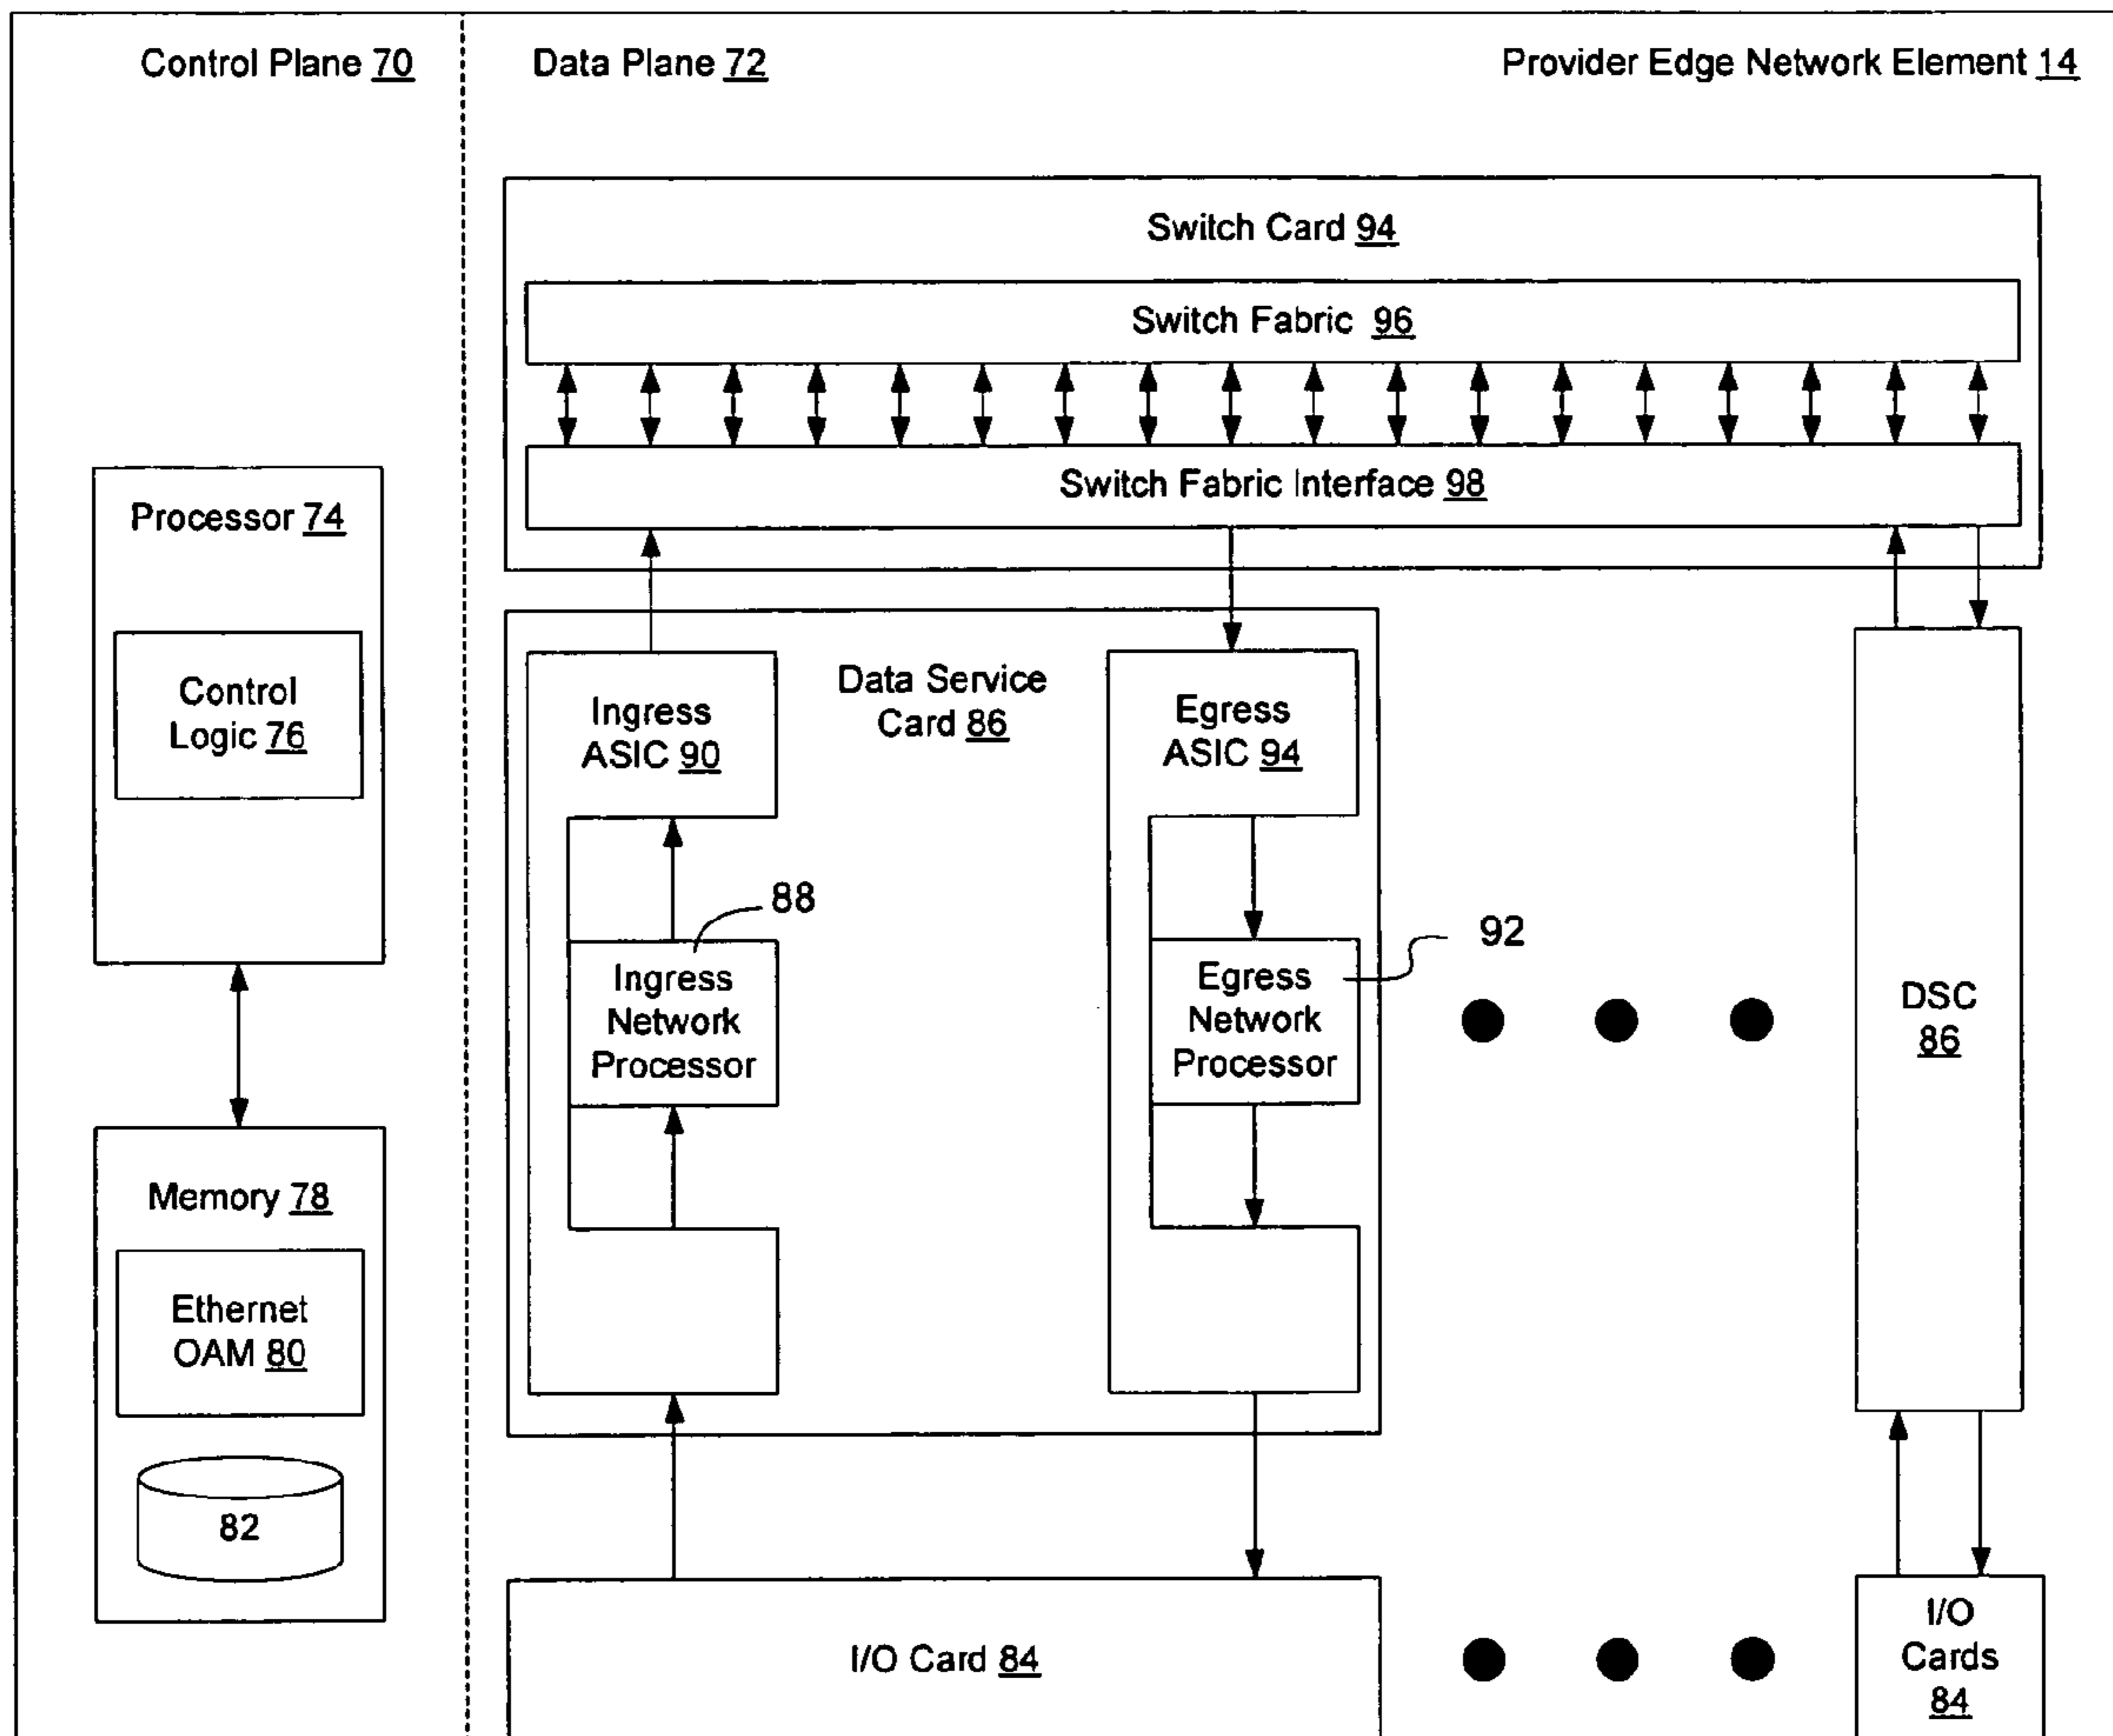 Control Plane 70
Data Plane 72
Provider Edge Network Element 14
Switch Card 94
Switch Fabric 96
Switch Fabric Interface 98
Processor 74
Control
Logic 76
Memory 78
Ethernet
OAM 80
82
Data Service
Card 86
Ingress
ASIC 90
88
Ingress
Network
Processor
Egress
ASIC 94
92
Egress
Network
Processor
DSC
86
I/O Card 84
I/O
Cards
84